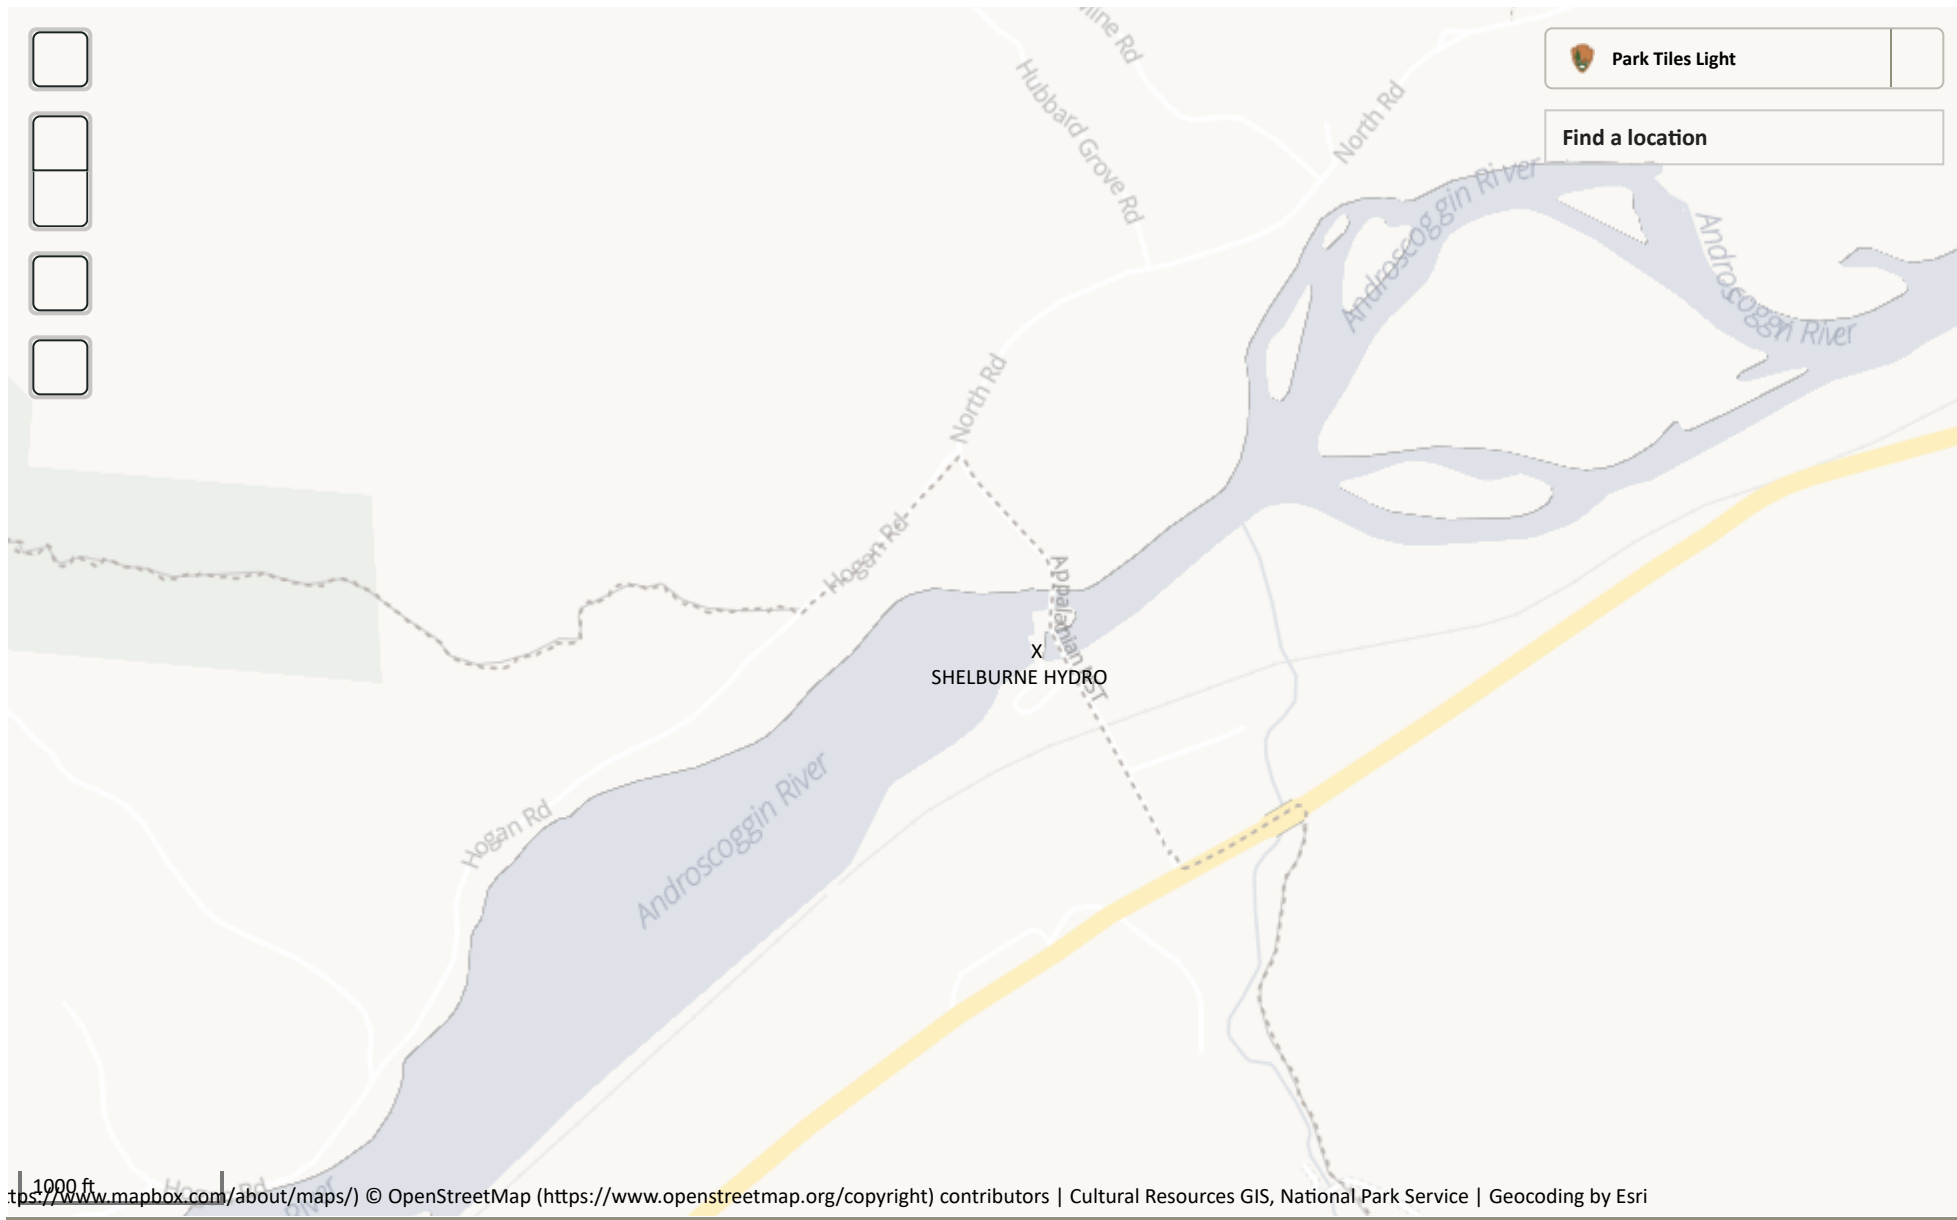 Park Tiles Light
Find a location
Hubbard Grove Rd
North Rd
Androscoggin River
Androscoggin River
North Rd
Hogan Rd
X
SHELBURNE HYDRO
Androscoggin River
Hogan Rd
1000 ft
River
.mapbox.com/about/maps/) © OpenStreetMap (https://www.openstreetmap.org/copyright) contributors | Cultural Resources GIS, National Park Service | Geocoding by Esri